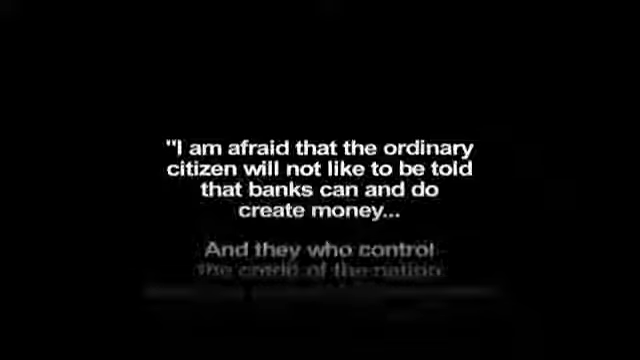 "I am afraid that the ordinary
citizen will not like to be told
that banks can and do
create money...
And they who control
the credit of the nation